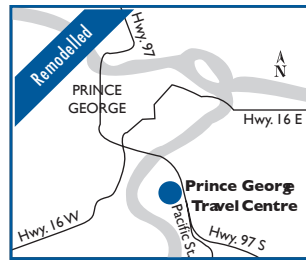 Remodelled
Hwy. 97
PRINCE
GEORGE
N
Hwy. 16 E
Prince George
Travel Centre
Hwy. 16 W
Pacific St.
Hwy. 97 S